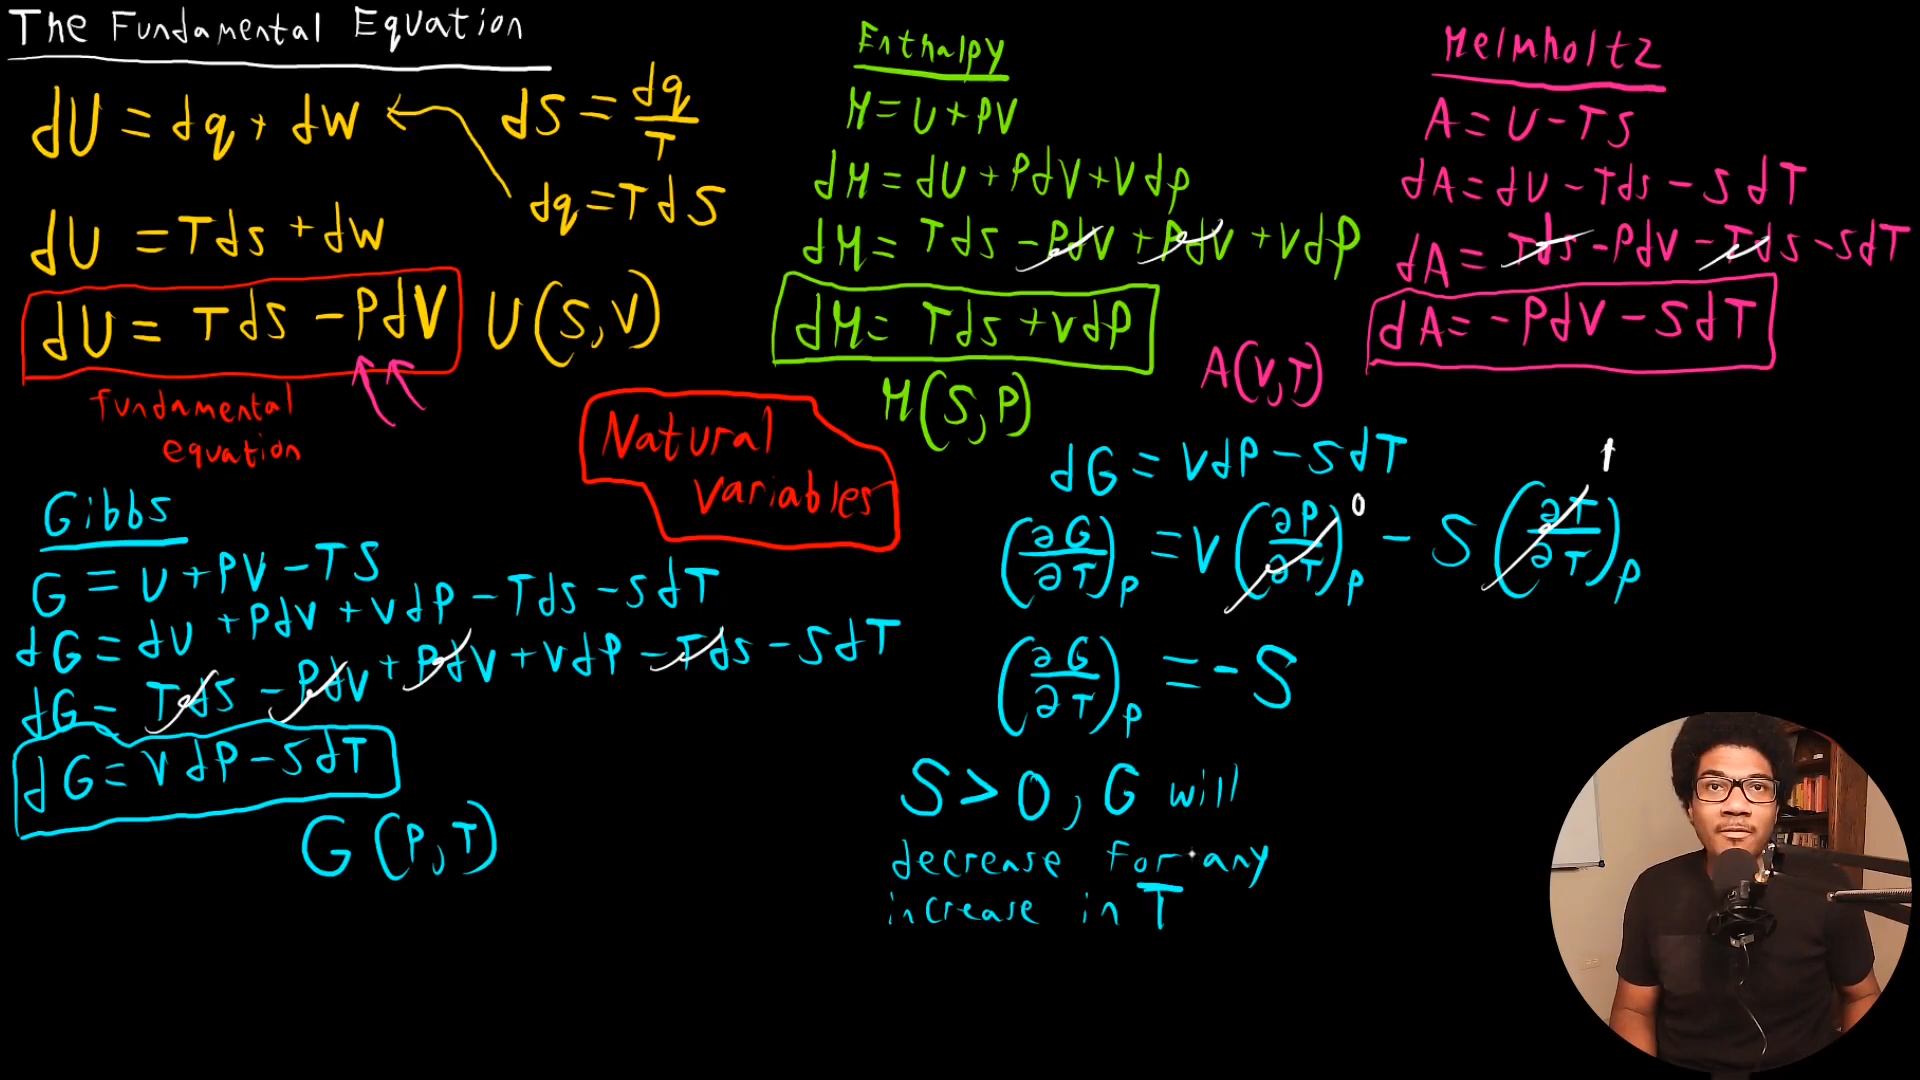 The Fundamental Equation
dU = dq + dw
dS = dq/T
dq = TdS
dU = Tds + dw
dU = Tds - PdV
U(S,V)
fundamental
equation
Enthalpy
H = U + PV
dH = dU + PdV + Vdp
dH = Tds - PdV + PdV + Vdp
dH = Tds + vdp
H(S,P)
Helmholtz
A = U - TS
dA = dU - Tds - SdT
dA = Tds - PdV - Tds - SdT
dA = -PdV - SdT
A(V,T)
Natural
Variables
Gibbs
G = U + PV - TS
dG = dU + PdV + Vdp - Tds - SdT
dG = TdS - PdV + PdV + VdP - Tds - SdT
dG = VdP - SdT
G(P,T)
dG = VdP - SdT
(∂G/∂T)P = V(∂P/∂T)P 0 - S(∂T/∂T)P 1
(∂G/∂T)P = -S
S > 0, G will
decrease for any
increase in T